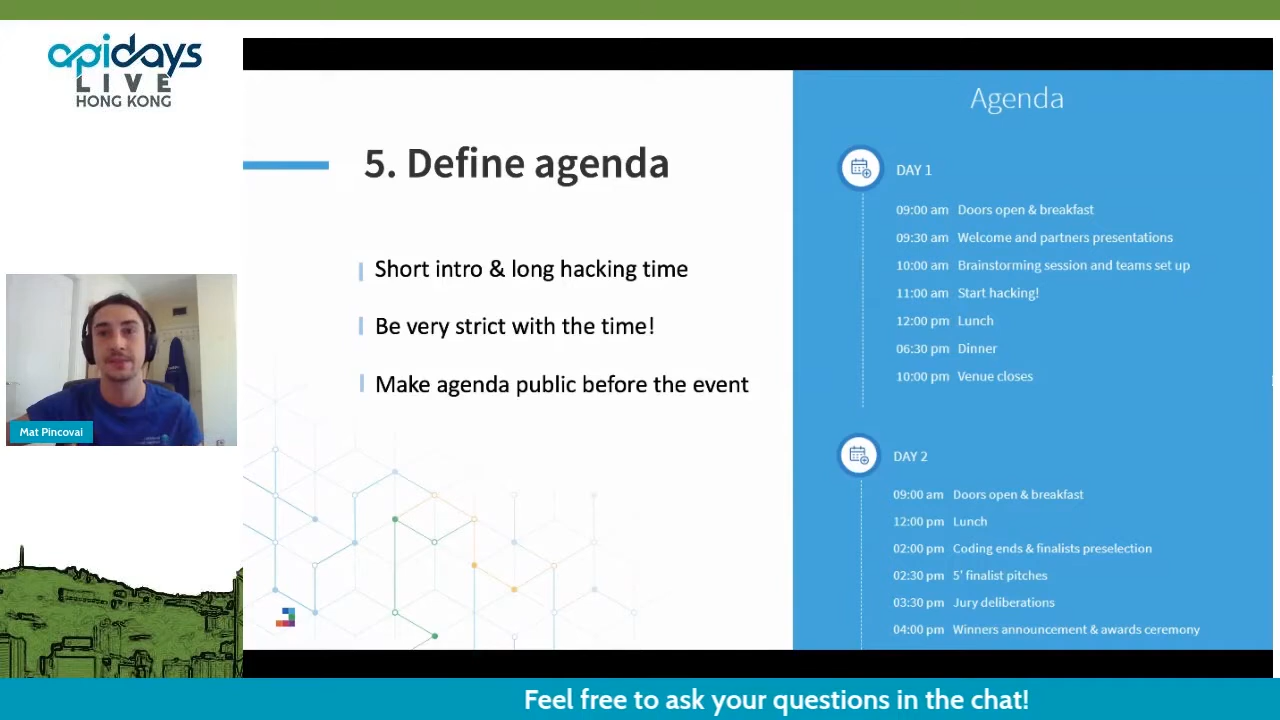 apidays
LIVE
HONG KONG
5. Define agenda
Short intro & long hacking time
Be very strict with the time!
Make agenda public before the event
Agenda
DAY 1
09:00 am Doors open & breakfast
09:30 am Welcome and partners presentations
10:00 am Brainstorming session and teams set up
11:00 am Start hacking!
12:00 pm Lunch
06:30 pm Dinner
10:00 pm Venue closes
DAY 2
09:00 am Doors open & breakfast
12:00 pm Lunch
02:00 pm Coding ends & finalists preselection
02:30 pm 5' finalist pitches
03:30 pm Jury deliberations
04:00 pm Winners announcement & awards ceremony
Mat Pincovai
Feel free to ask your questions in the chat!